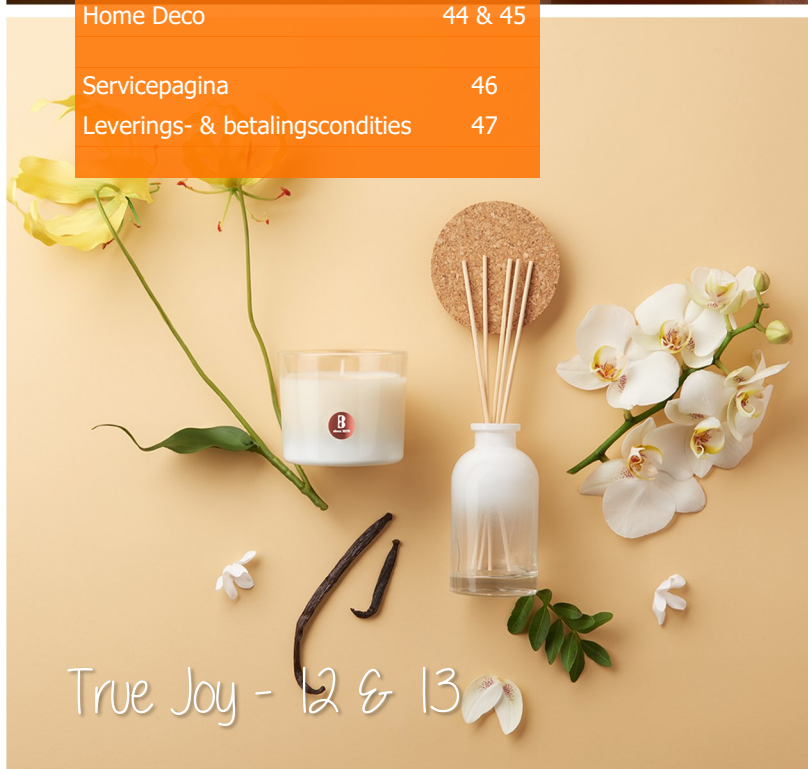 Home Deco 44 & 45
Servicepagina 46
Leverings- & betalingscondities 47
B
True Joy - 12 & 13